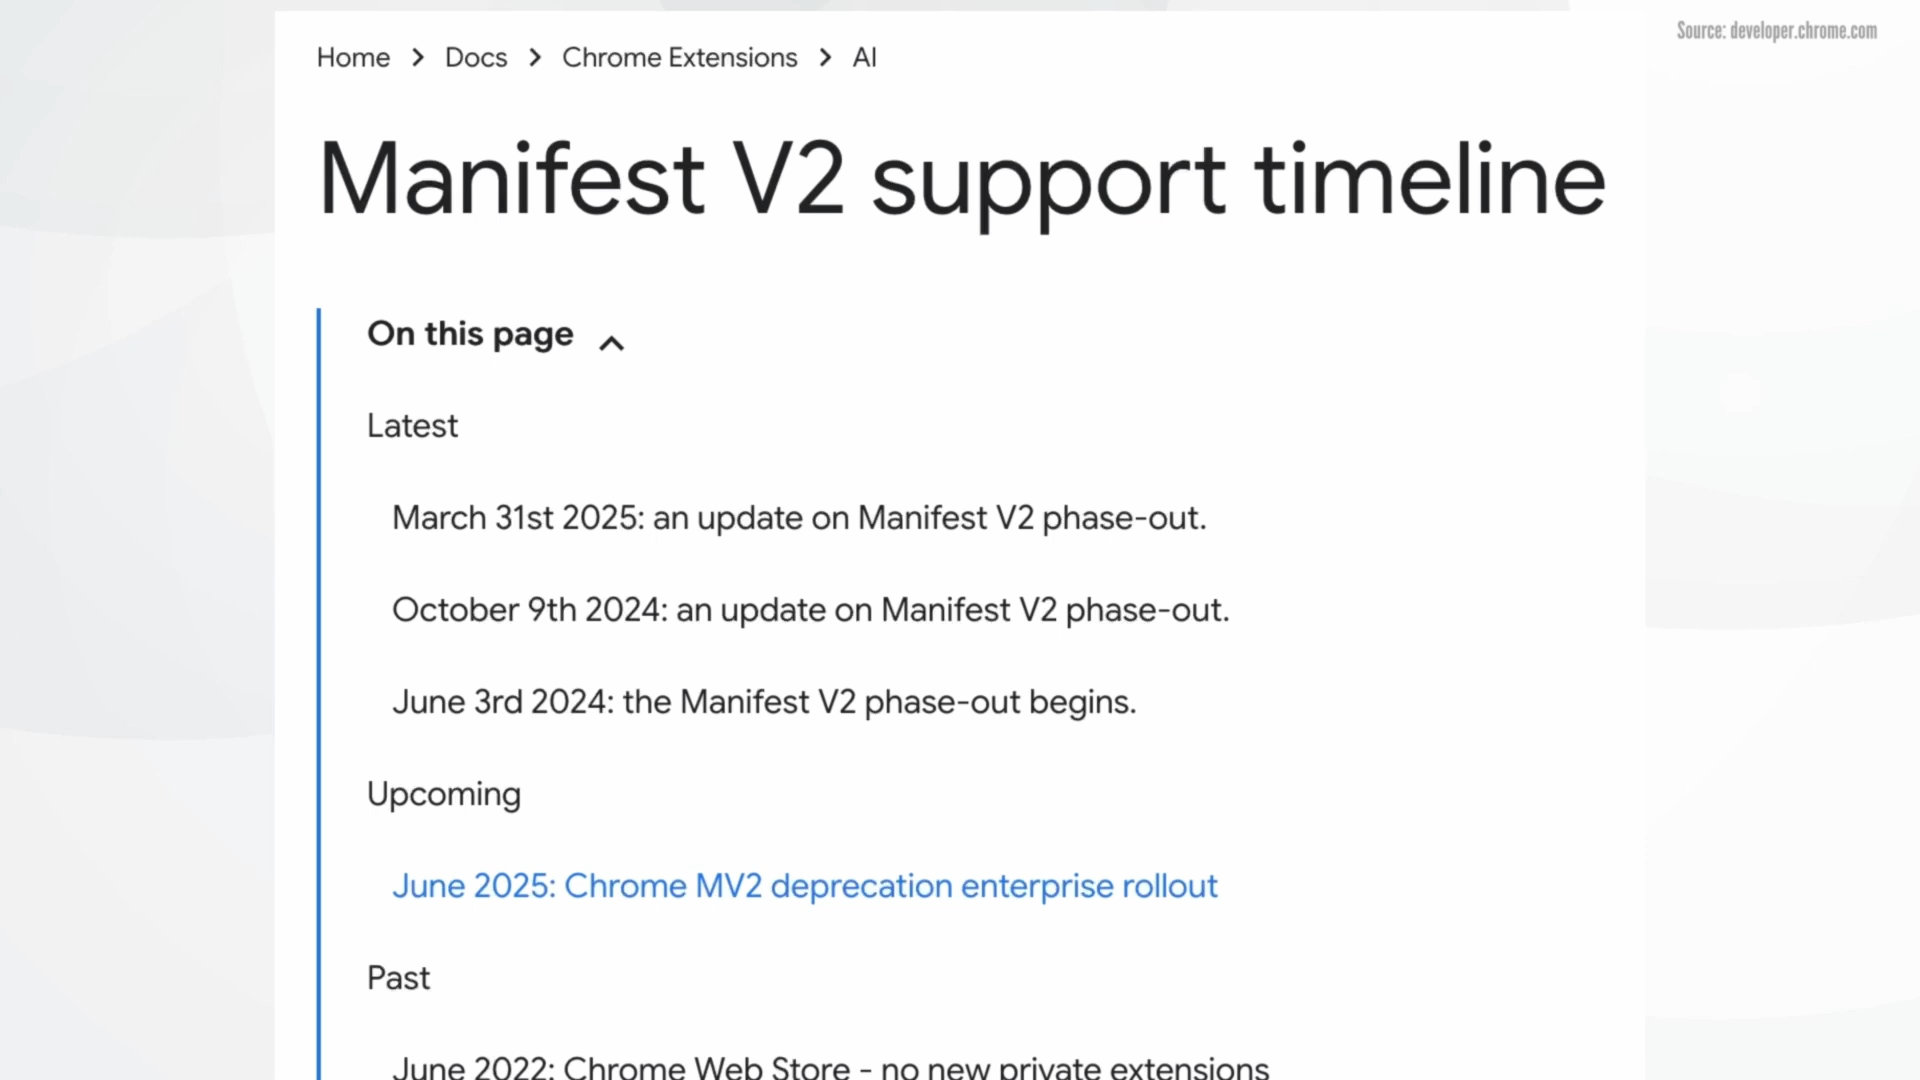 Source: developer.chrome.com
Home > Docs > Chrome Extensions > AI
Manifest V2 support timeline
On this page
Latest
March 31st 2025: an update on Manifest V2 phase-out.
October 9th 2024: an update on Manifest V2 phase-out.
June 3rd 2024: the Manifest V2 phase-out begins.
Upcoming
June 2025: Chrome MV2 deprecation enterprise rollout
Past
June 2022: Chrome Web Store - no new private extensions